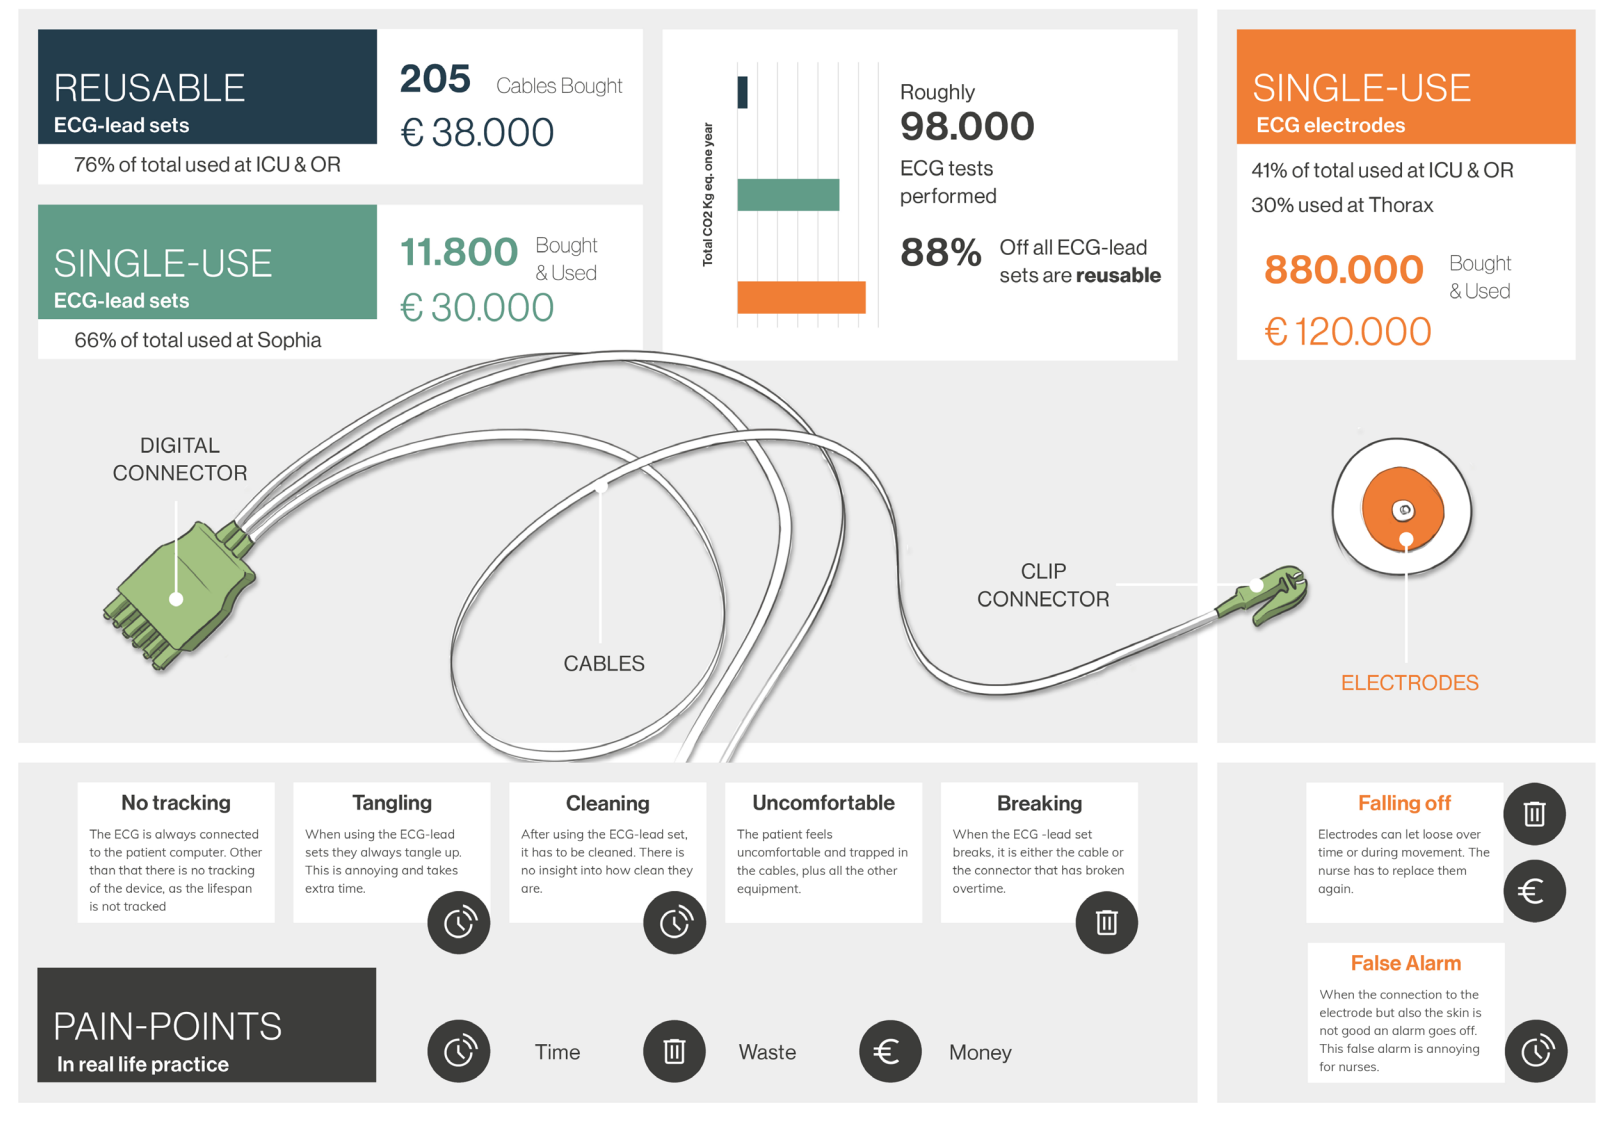 REUSABLE
ECG-lead sets
76% of total used at ICU & OR
205 Cables Bought
€ 38.000
SINGLE-USE
ECG-lead sets
66% of total used at Sophia
11.800 Bought
& Used
€ 30.000
Total CO2 Kg eq. one year
Roughly
98.000
ECG tests
performed
88% Off all ECG-lead
sets are reusable
SINGLE-USE
ECG electrodes
41% of total used at ICU & OR
30% used at Thorax
880.000 Bought
& Used
€ 120.000
DIGITAL
CONNECTOR
CABLES
CLIP
CONNECTOR
ELECTRODES
No tracking
The ECG is always connected
to the patient computer. Other
than that there is no tracking
of the device, as the lifespan
is not tracked
Tangling
When using the ECG-lead
sets they always tangle up.
This is annoying and takes
extra time.
Cleaning
After using the ECG-lead set,
it has to be cleaned. There is
no insight into how clean they
are.
Uncomfortable
The patient feels
uncomfortable and trapped in
the cables, plus all the other
equipment.
Breaking
When the ECG -lead set
breaks, it is either the cable or
the connector that has broken
overtime.
Falling off
Electrodes can let loose over
time or during movement. The
nurse has to replace them
again.
€
False Alarm
When the connection to the
electrode but also the skin is
not good an alarm goes off.
This false alarm is annoying
for nurses.
PAIN-POINTS
In real life practice
Time
Waste
€ Money